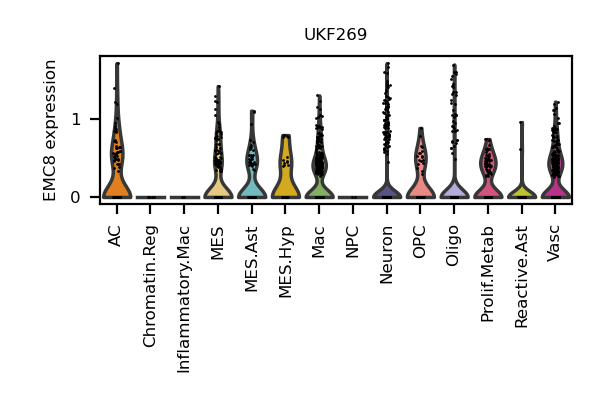 UKF269
EMC8 expression
1
0
AC
Chromatin.Reg
Inflammatory.Mac
MES
MES.Ast
MES.Hyp
Mac
NPC
Neuron
OPC
Oligo
Prolif.Metab
Reactive.Ast
Vasc